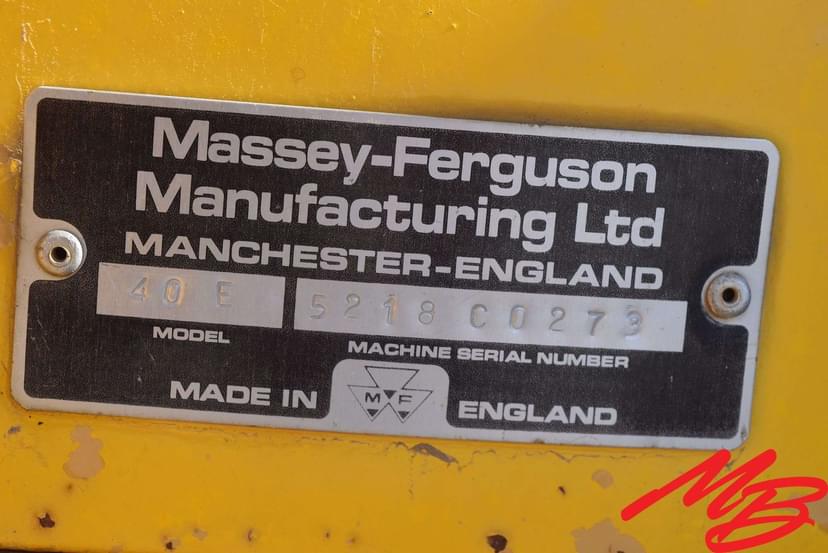 Massey-Ferguson
Manufacturing Ltd
MANCHESTER-ENGLAND
40 E 5218 C0273
MODEL MACHINE SERIAL NUMBER
MADE IN MF ENGLAND
MB